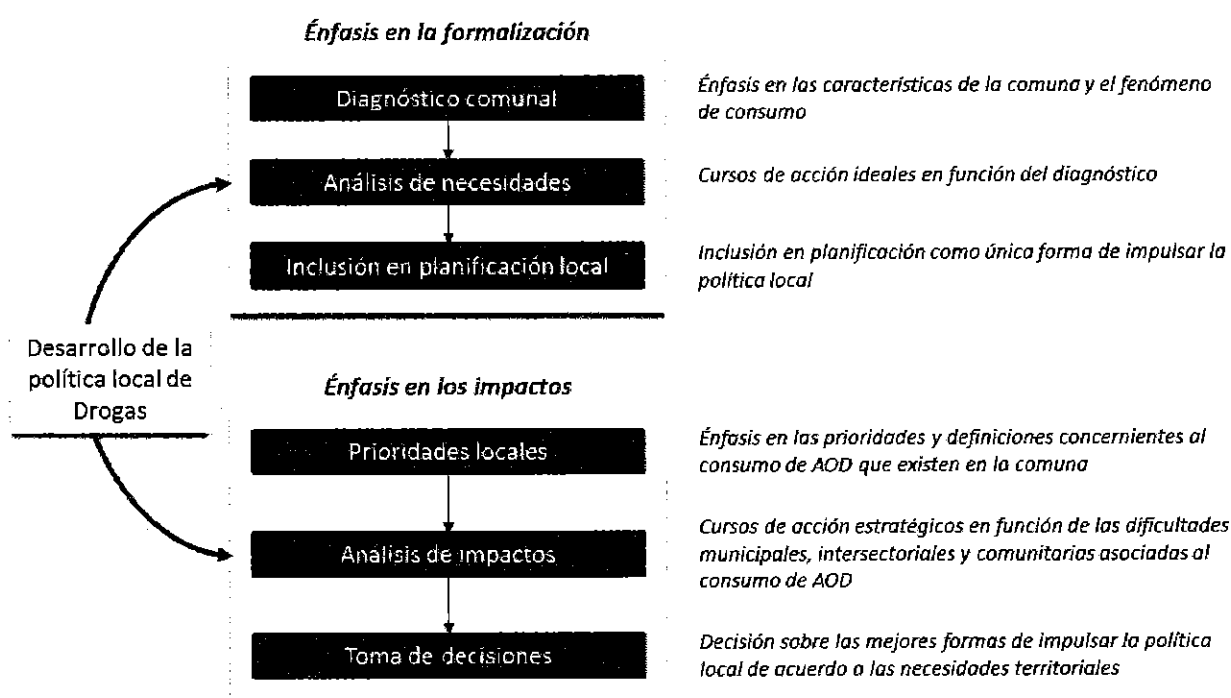 Énfasis en la formalización
Diagnóstico comunal
Énfasis en las características de la comuna y el fenómeno
de consumo
Análisis de necesidades
Cursos de acción ideales en función del diagnóstico
Inclusión en planificación local
Inclusión en planificación como única forma de impulsar la
política local
Desarrollo de la
política local de
Drogas
Énfasis en los impactos
Prioridades locales
Énfasis en las prioridades y definiciones concernientes al
consumo de AOD que existen en la comuna
Análisis de impactos
Cursos de acción estratégicos en función de las dificultades
municipales, intersectoriales y comunitarias asociadas al
consumo de AOD
Toma de decisiones
Decisión sobre las mejores formas de impulsar la política
local de acuerdo a las necesidades territoriales